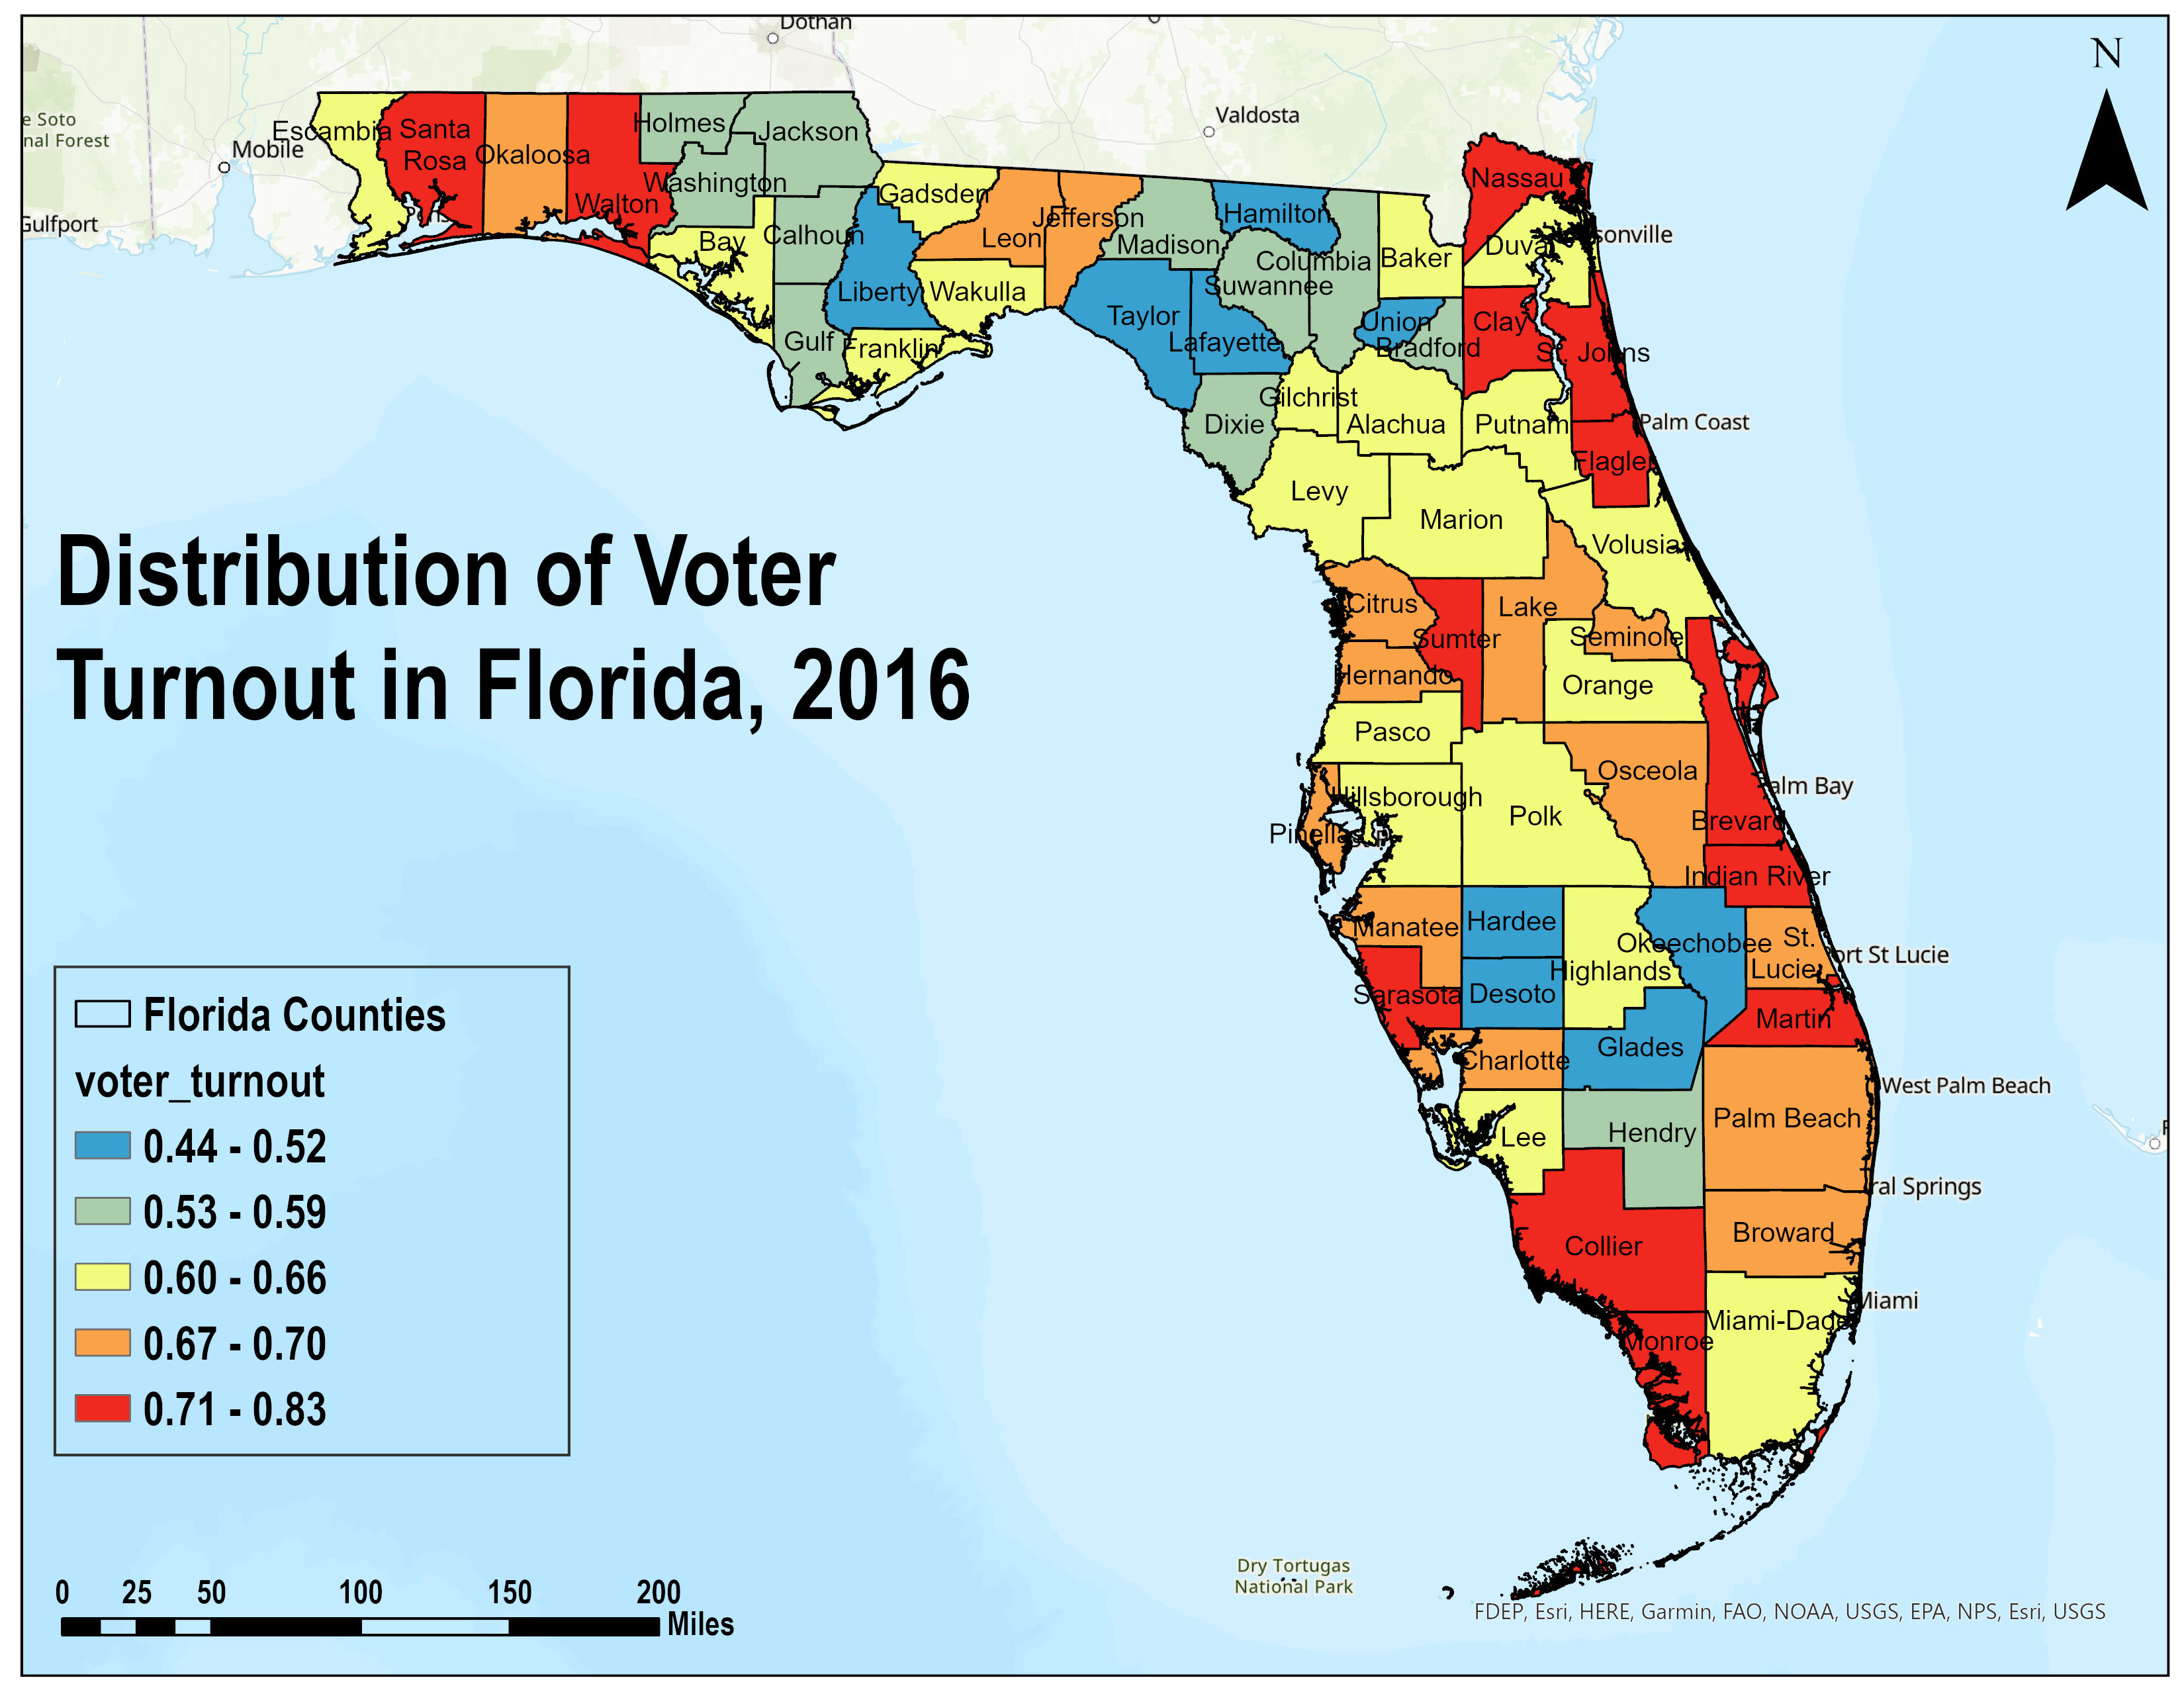 Dothan
N
Valdosta
e Soto
nal Forest
Mobile
Gulfport
Escambia
Santa
Rosa
Okaloosa
Walton
Holmes
Jackson
Washington
Bay
Calhoun
Gulf
Liberty
Gadsden
Franklin
Wakulla
Leon
Jefferson
Madison
Taylor
Hamilton
Suwannee
Lafayette
Columbia
Baker
Union
Bradford
Nassau
Duval
sonville
Clay
St. Johns
Dixie
Gilchrist
Alachua
Putnam
Palm Coast
Flagler
Levy
Marion
Volusia
Distribution of Voter
Turnout in Florida, 2016
Citrus
Sumter
Lake
Seminole
Hernando
Orange
Pasco
Osceola
Hillsborough
Polk
Pinellas
alm Bay
Brevard
Indian River
Manatee
Hardee
Okeechobee
Highlands
St.
Lucie
ort St Lucie
Sarasota
Desoto
Martin
Charlotte
Glades
West Palm Beach
Palm Beach
Lee
Hendry
ral Springs
Collier
Broward
Miami
Miami-Dade
Monroe
Florida Counties
voter_turnout
0.44 - 0.52
0.53 - 0.59
0.60 - 0.66
0.67 - 0.70
0.71 - 0.83
Dry Tortugas
National Park
0 25 50 100 150 200
Miles
FDEP, Esri, HERE, Garmin, FAO, NOAA, USGS, EPA, NPS, Esri, USGS